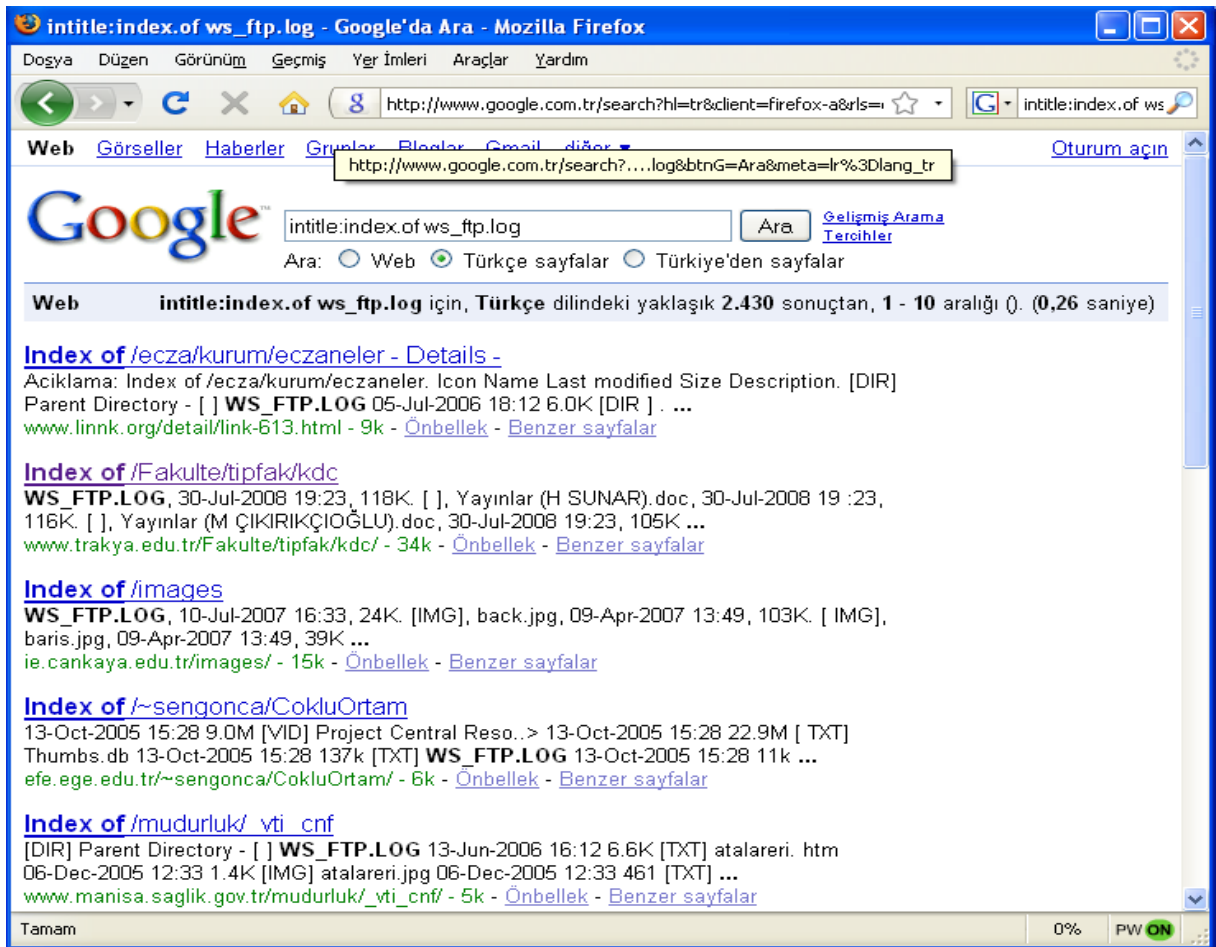 intitle:index.of ws_ftp.log - Google'da Ara - Mozilla Firefox
Dosya Düzen Görünüm Geçmiş Yer İmleri Araçlar Yardım
http://www.google.com.tr/search?hl=tr&client=firefox-a&rls= intitle:index.of ws
Web Görseller Haberler Gruplar Bloglar Gmail diğer ▼ Oturum açın
http://www.google.com.tr/search?....log&btnG=Ara&meta=lr%3Dlang_tr
Google™ intitle:index.of ws_ftp.log Ara Gelişmiş Arama
Tercihler
Ara: Web Türkçe sayfalar Türkiye'den sayfalar
Web intitle:index.of ws_ftp.log için, Türkçe dilindeki yaklaşık 2.430 sonuçtan, 1 - 10 aralığı (). (0,26 saniye)
Index of /ecza/kurum/eczaneler - Details -
Aciklama: Index of /ecza/kurum/eczaneler. Icon Name Last modified Size Description. [DIR]
Parent Directory - [ ] WS_FTP.LOG 05-Jul-2006 18:12 6.0K [DIR ] . ...
www.linnk.org/detail/link-613.html - 9k - Önbellek - Benzer sayfalar
Index of /Fakulte/tipfak/kdc
WS_FTP.LOG, 30-Jul-2008 19:23, 118K. [ ], Yayınlar (H SUNAR).doc, 30-Jul-2008 19 :23,
116K. [ ], Yayınlar (M ÇIKIRIKÇIOĞLU).doc, 30-Jul-2008 19:23, 105K ...
www.trakya.edu.tr/Fakulte/tipfak/kdc/ - 34k - Önbellek - Benzer sayfalar
Index of /images
WS_FTP.LOG, 10-Jul-2007 16:33, 24K. [IMG], back.jpg, 09-Apr-2007 13:49, 103K. [ IMG],
baris.jpg, 09-Apr-2007 13:49, 39K ...
ie.cankaya.edu.tr/images/ - 15k - Önbellek - Benzer sayfalar
Index of /~sengonca/CokluOrtam
13-Oct-2005 15:28 9.0M [VID] Project Central Reso..> 13-Oct-2005 15:28 22.9M [ TXT]
Thumbs.db 13-Oct-2005 15:28 137k [TXT] WS_FTP.LOG 13-Oct-2005 15:28 11k ...
efe.ege.edu.tr/~sengonca/CokluOrtam/ - 6k - Önbellek - Benzer sayfalar
Index of /mudurluk/_vti_cnf
[DIR] Parent Directory - [ ] WS_FTP.LOG 13-Jun-2006 16:12 6.6K [TXT] atalareri. htm
06-Dec-2005 12:33 1.4K [IMG] atalareri.jpg 06-Dec-2005 12:33 461 [TXT] ...
www.manisa.saglik.gov.tr/mudurluk/_vti_cnf/ - 5k - Önbellek - Benzer sayfalar
Tamam 0% PW ON